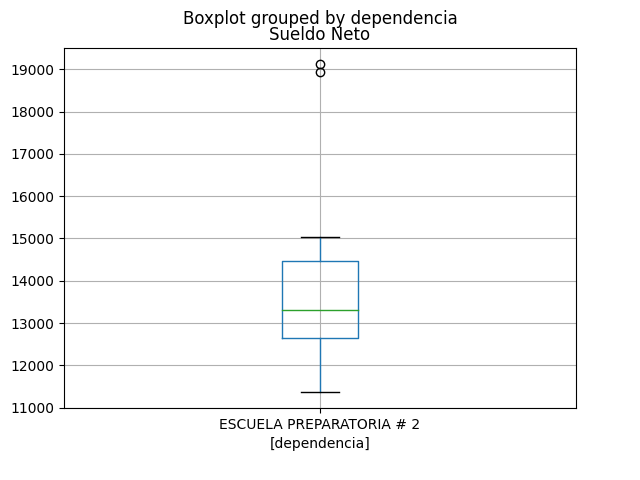 Boxplot grouped by dependencia
Sueldo Neto
19000
18000
17000
16000
15000
14000
13000
12000
11000
ESCUELA PREPARATORIA # 2
[dependencia]